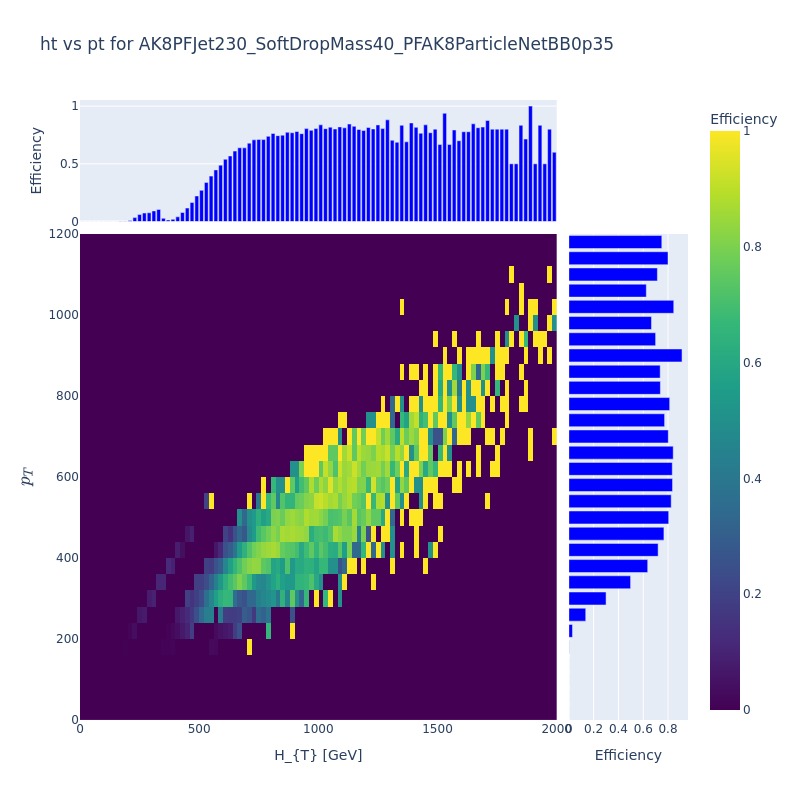 ht vs pt for AK8PFJet230_SoftDropMass40_PFAK8ParticleNetBB0p35
Efficiency
1
0.5
0
Efficiency
1
0.8
0.6
0.4
0.2
0
1200
1000
800
600
400
200
0
p_T
0 500 1000 1500 2000
H_{T} [GeV]
0 0.2 0.4 0.6 0.8
Efficiency